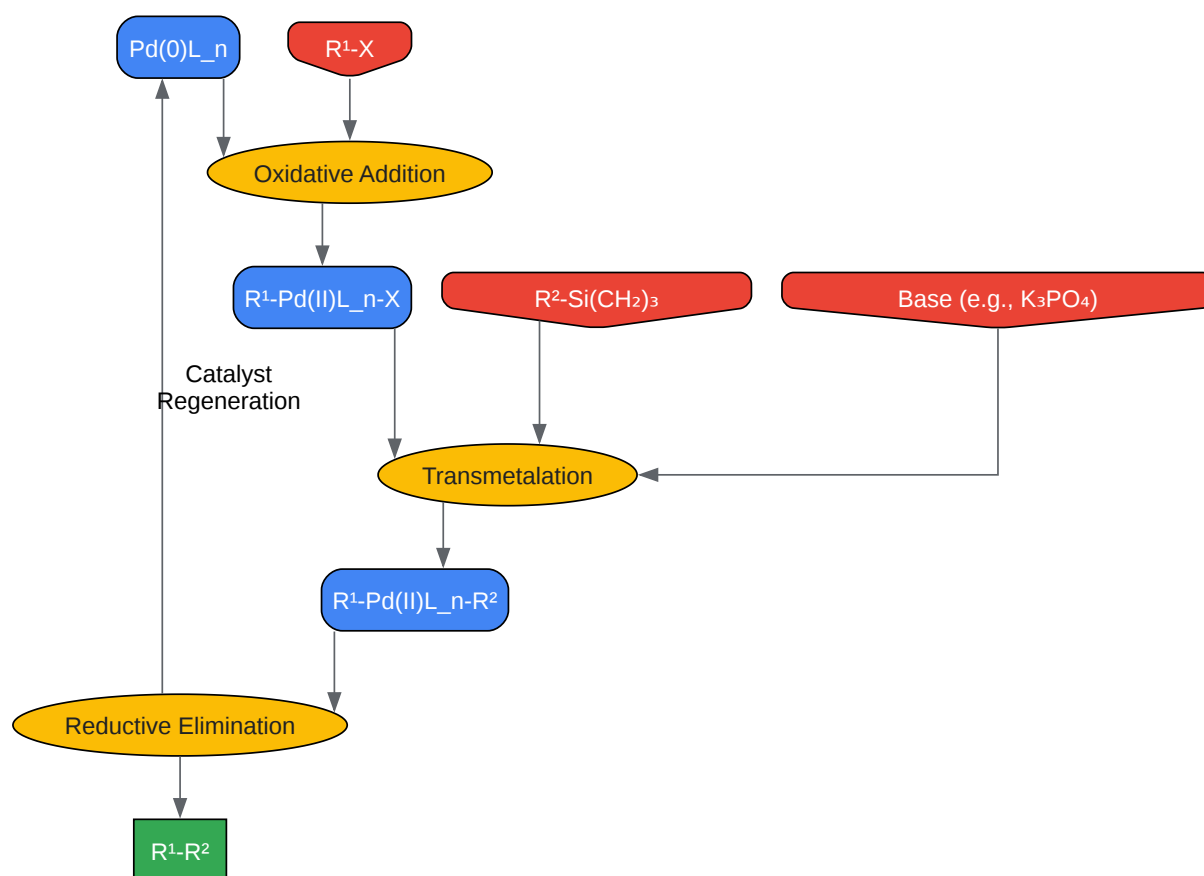 Pd(0)L_n
R¹-X
Oxidative Addition
R¹-Pd(II)L_n-X
R²-Si(CH₂)₃
Base (e.g., K₃PO₄)
Catalyst
Regeneration
Transmetalation
R¹-Pd(II)L_n-R²
Reductive Elimination
R¹-R²